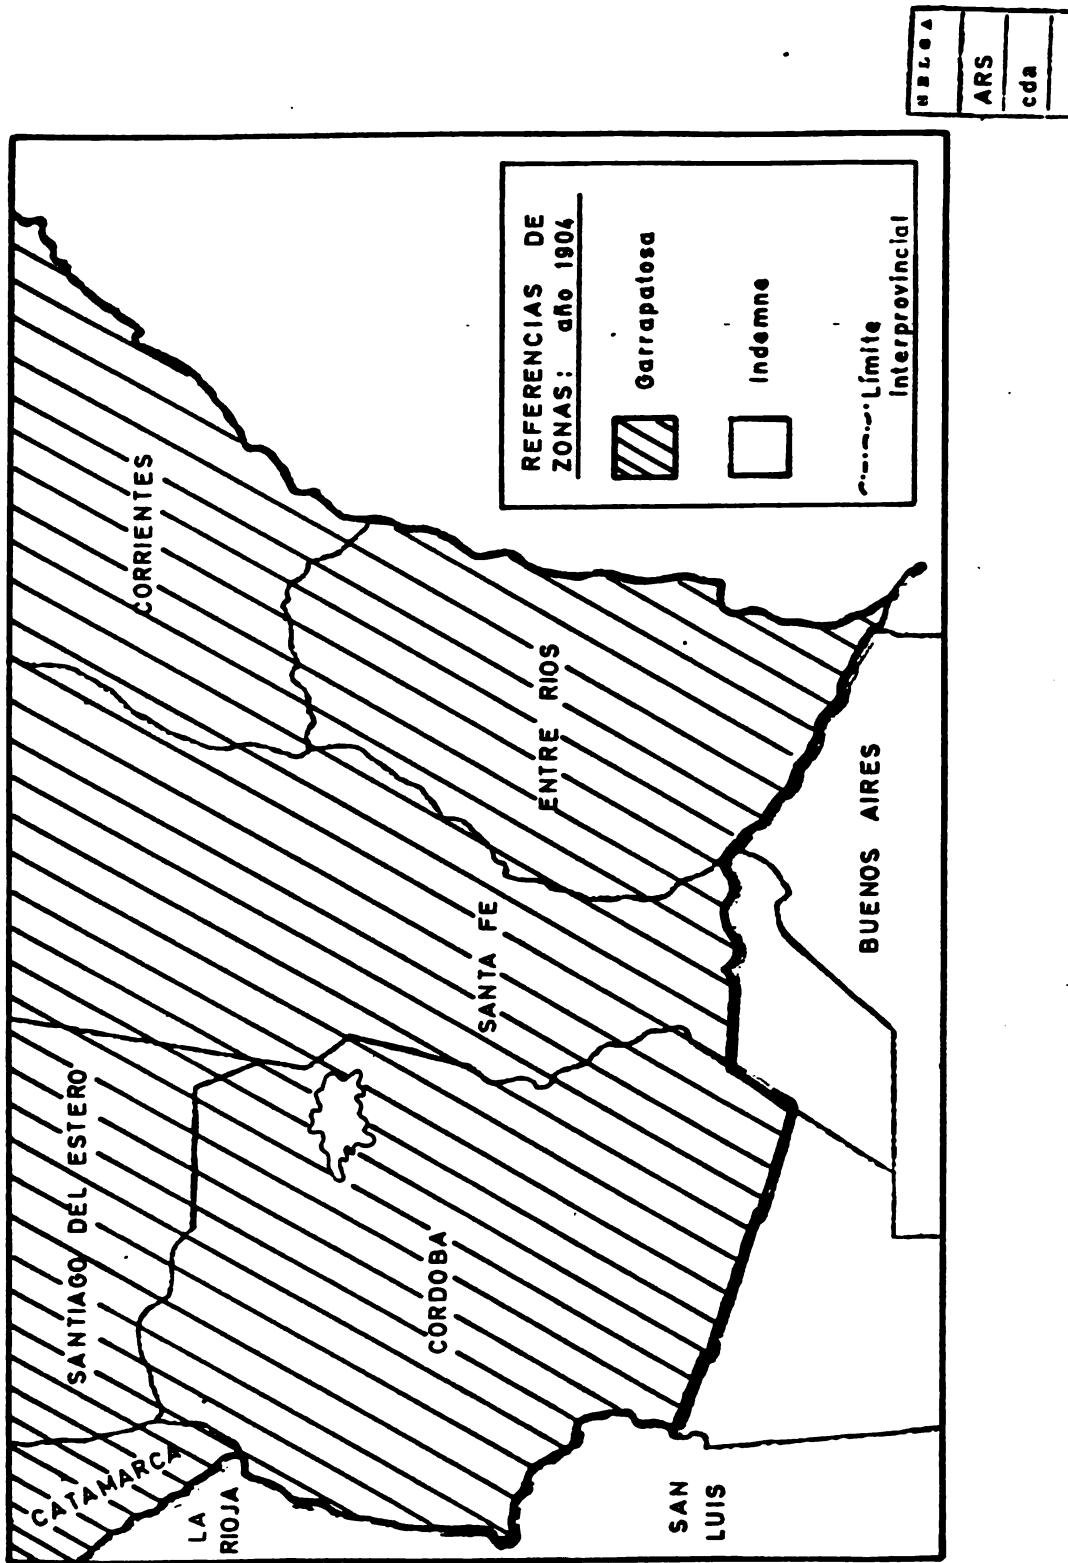 REFERENCIAS DE
ZONAS: año 1904
Garrapatosa
Indemne
Límite
Interprovincial
CORRIENTES
ENTRE RIOS
SANTA FE
BUENOS AIRES
SANTIAGO DEL ESTERO
CORDOBA
CATAMARCA
LA
RIOJA
SAN
LUIS
ARS
cda